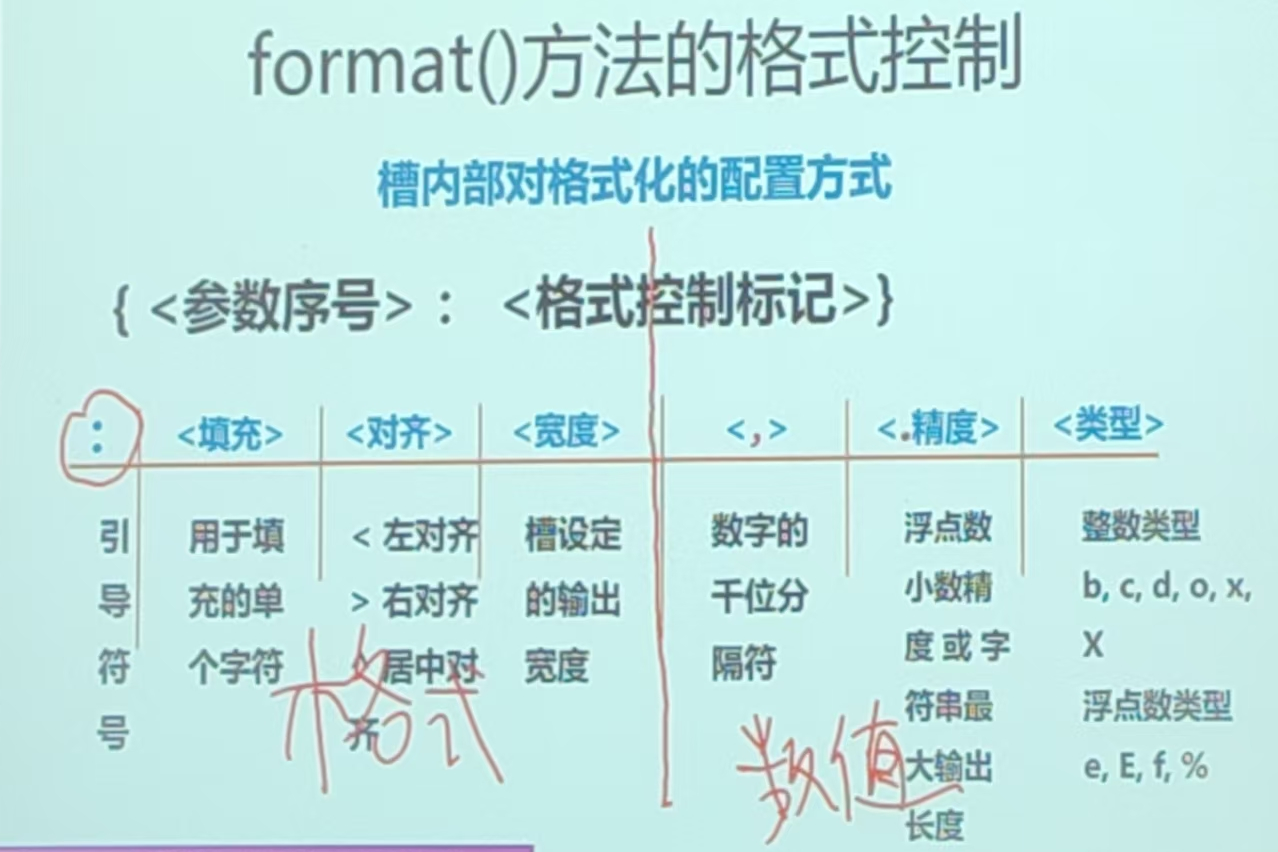 format()方法的格式控制
槽内部对格式化的配置方式
{ <参数序号> : <格式控制标记>}
: <填充> <对齐> <宽度> <,> <.精度> <类型>
引导符号
用于填
充的单
个字符
< 左对齐
> 右对齐
^ 居中对
齐
槽设定
的输出
宽度
数字的
千位分
隔符
浮点数
小数精
度 或 字
符串最
大输出
长度
整数类型
b, c, d, o, x,
X
浮点数类型
e, E, f, %
格式
数值